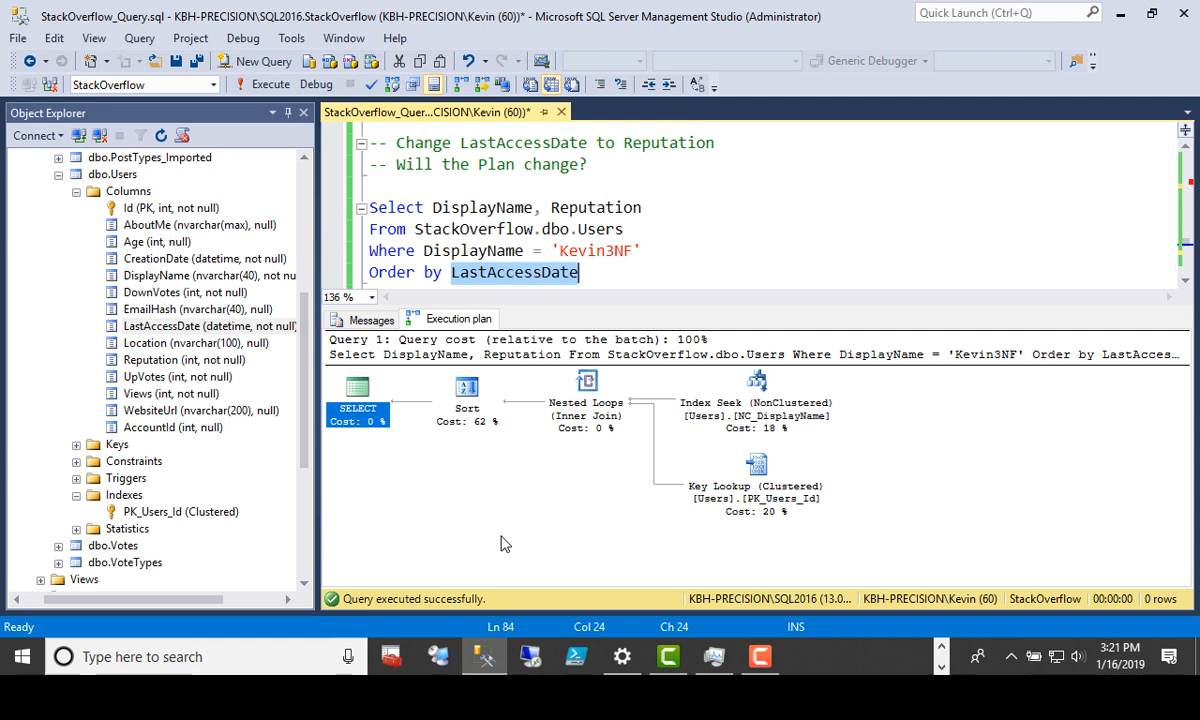 StackOverflow_Query.sql - KBH-PRECISION\SQL2016.StackOverflow (KBH-PRECISION\Kevin (60))* - Microsoft SQL Server Management Studio (Administrator)
Quick Launch (Ctrl+Q)
File Edit View Query Project Debug Tools Window Help
New Query
Generic Debugger
StackOverflow
Execute Debug
Object Explorer
StackOverflow_Quer...CISION\Kevin (60))*
Connect
dbo.PostTypes_Imported
dbo.Users
Columns
Id (PK, int, not null)
AboutMe (nvarchar(max), null)
Age (int, null)
CreationDate (datetime, not null)
DisplayName (nvarchar(40), not nu
DownVotes (int, not null)
EmailHash (nvarchar(40), null)
LastAccessDate (datetime, not null)
Location (nvarchar(100), null)
Reputation (int, not null)
UpVotes (int, not null)
Views (int, not null)
WebsiteUrl (nvarchar(200), null)
AccountId (int, null)
Keys
Constraints
Triggers
Indexes
PK_Users_Id (Clustered)
Statistics
dbo.Votes
dbo.VoteTypes
Views
-- Change LastAccessDate to Reputation
-- Will the Plan change?
Select DisplayName, Reputation
From StackOverflow.dbo.Users
Where DisplayName = 'Kevin3NF'
Order by LastAccessDate
136 %
Messages Execution plan
Query 1: Query cost (relative to the batch): 100%
Select DisplayName, Reputation From StackOverflow.dbo.Users Where DisplayName = 'Kevin3NF' Order by LastAcces...
SELECT
Cost: 0 %
Sort
Cost: 62 %
Nested Loops
(Inner Join)
Cost: 0 %
Index Seek (NonClustered)
[Users].[NC_DisplayName]
Cost: 18 %
Key Lookup (Clustered)
[Users].[PK_Users_Id]
Cost: 20 %
Query executed successfully.
KBH-PRECISION\SQL2016 (13.0... KBH-PRECISION\Kevin (60) StackOverflow 00:00:00 0 rows
Ready Ln 84 Col 24 Ch 24 INS
Type here to search
3:21 PM
1/16/2019